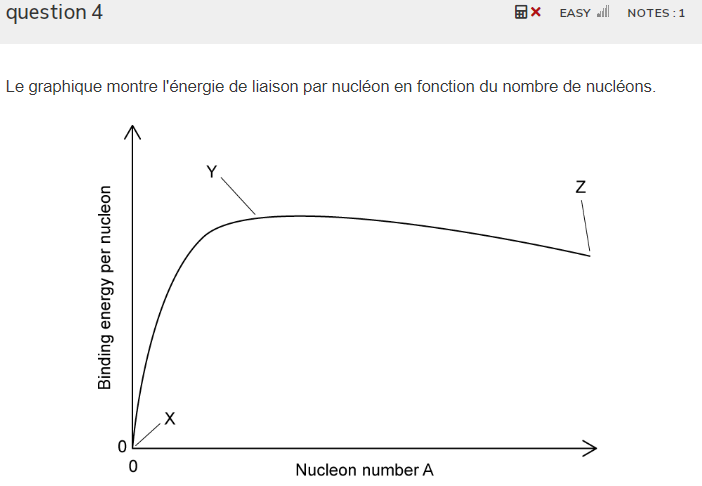 question 4
EASY NOTES : 1
Le graphique montre l'énergie de liaison par nucléon en fonction du nombre de nucléons.
Y
Z
Binding energy per nucleon
X
0
0
Nucleon number A